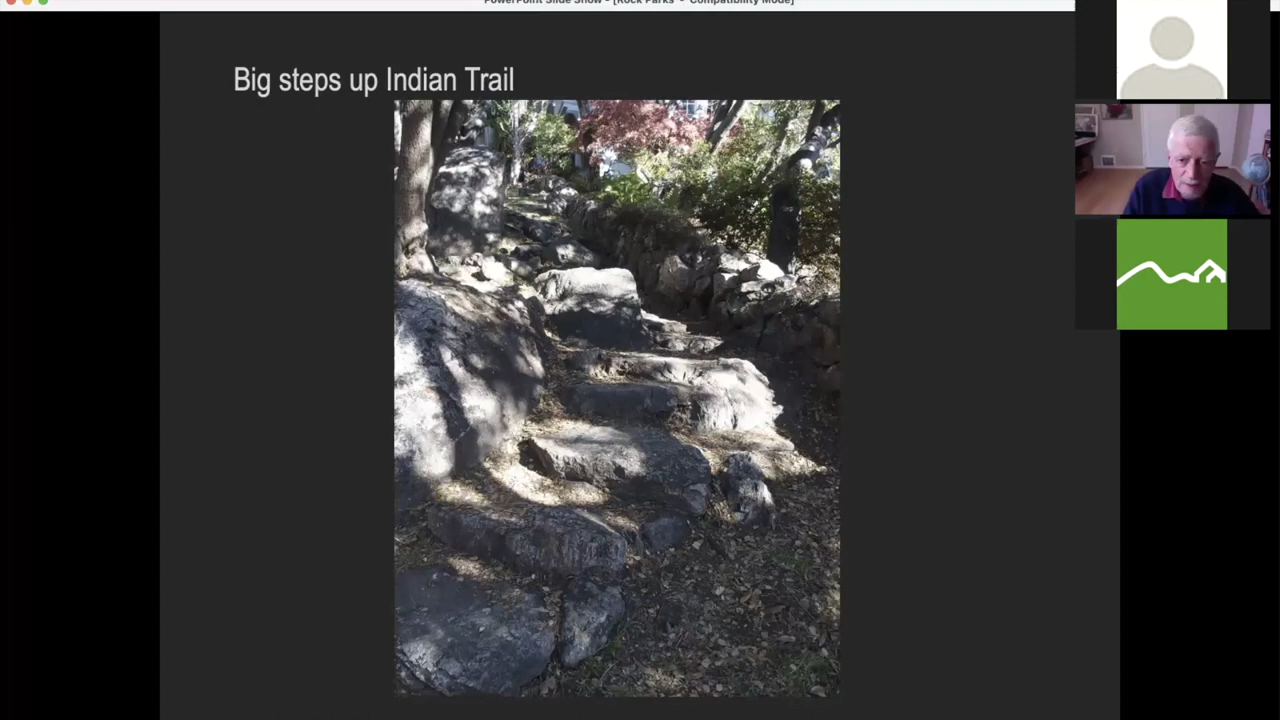 PowerPoint Slide Show - [Rock Parks - Compatibility Mode]
Big steps up Indian Trail